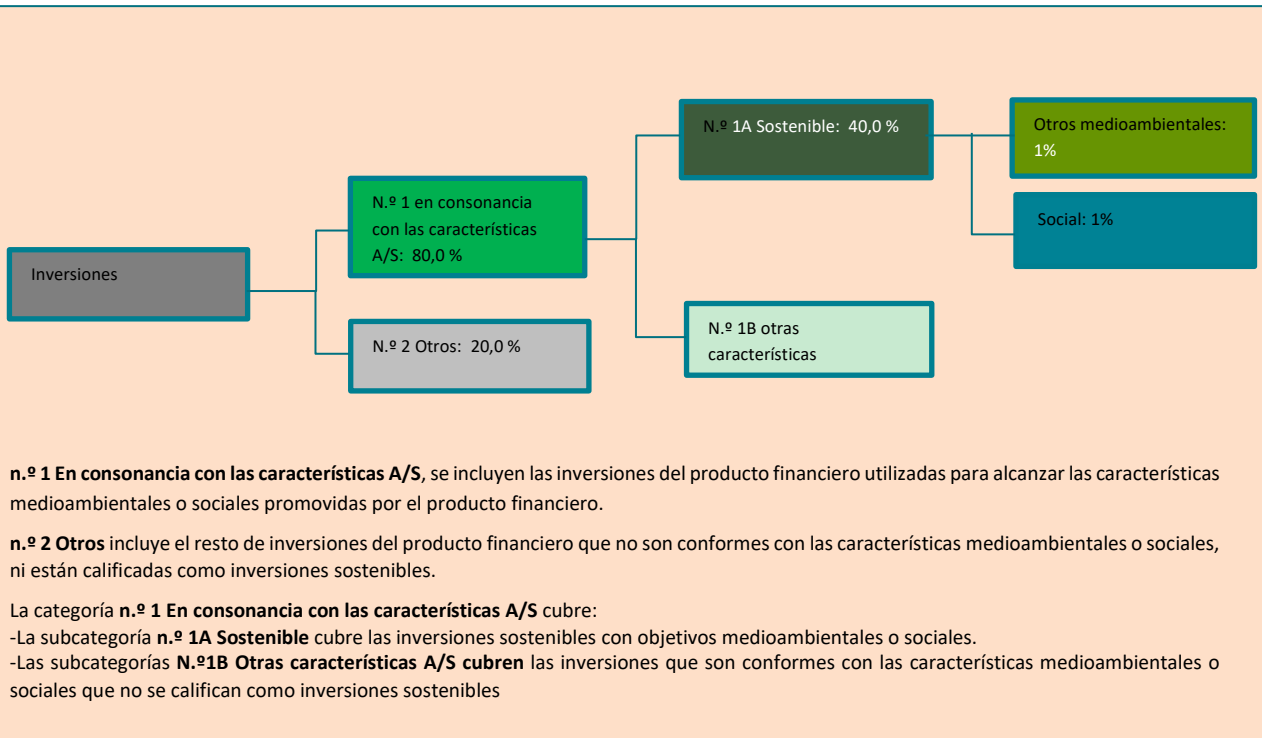 Inversiones
N.º 1 en consonancia
con las características
A/S: 80,0 %
N.º 2 Otros: 20,0 %
N.º 1A Sostenible: 40,0 %
N.º 1B otras
características
Otros medioambientales:
1%
Social: 1%
n.º 1 En consonancia con las características A/S, se incluyen las inversiones del producto financiero utilizadas para alcanzar las características
medioambientales o sociales promovidas por el producto financiero.
n.º 2 Otros incluye el resto de inversiones del producto financiero que no son conformes con las características medioambientales o sociales,
ni están calificadas como inversiones sostenibles.
La categoría n.º 1 En consonancia con las características A/S cubre:
-La subcategoría n.º 1A Sostenible cubre las inversiones sostenibles con objetivos medioambientales o sociales.
-Las subcategorías N.º1B Otras características A/S cubren las inversiones que son conformes con las características medioambientales o
sociales que no se califican como inversiones sostenibles